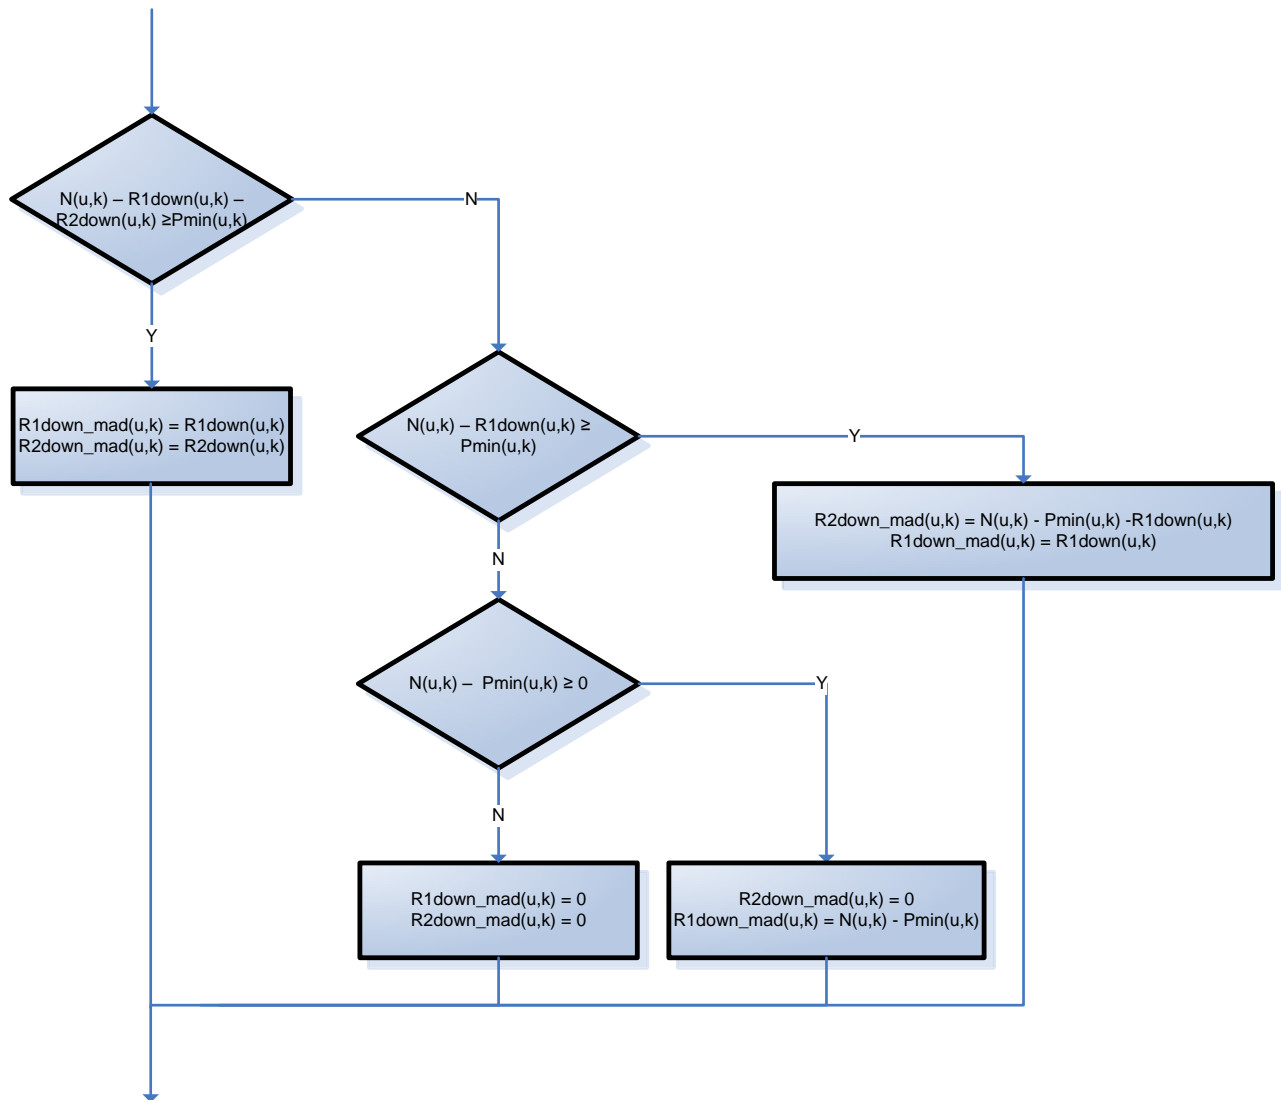 N(u,k) – R1down(u,k) –
R2down(u,k) ≥Pmin(u,k)
N
Y
R1down_mad(u,k) = R1down(u,k)
R2down_mad(u,k) = R2down(u,k)
N(u,k) – R1down(u,k) ≥
Pmin(u,k)
Y
R2down_mad(u,k) = N(u,k) - Pmin(u,k) -R1down(u,k)
R1down_mad(u,k) = R1down(u,k)
N
N(u,k) – Pmin(u,k) ≥ 0
Y
N
R1down_mad(u,k) = 0
R2down_mad(u,k) = 0
R2down_mad(u,k) = 0
R1down_mad(u,k) = N(u,k) - Pmin(u,k)